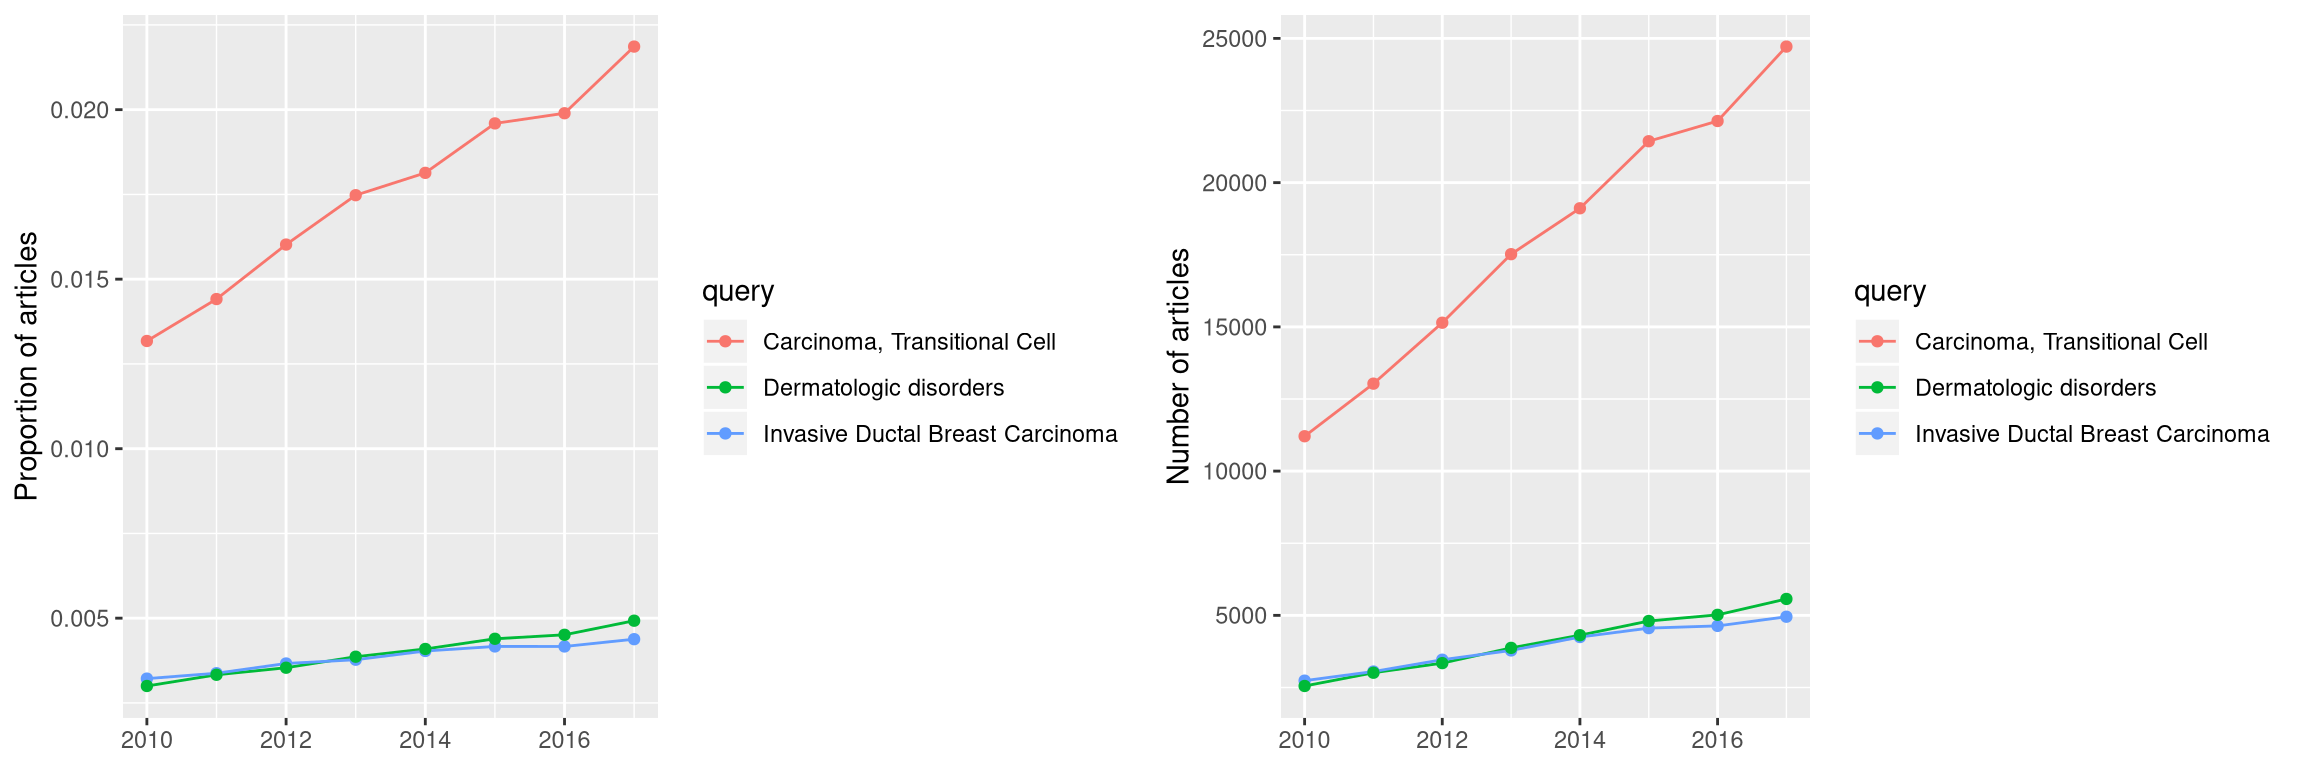 Proportion of articles
0.020
0.015
0.010
0.005
2010
2012
2014
2016
query
Carcinoma, Transitional Cell
Dermatologic disorders
Invasive Ductal Breast Carcinoma
Number of articles
25000
20000
15000
10000
5000
2010
2012
2014
2016
query
Carcinoma, Transitional Cell
Dermatologic disorders
Invasive Ductal Breast Carcinoma